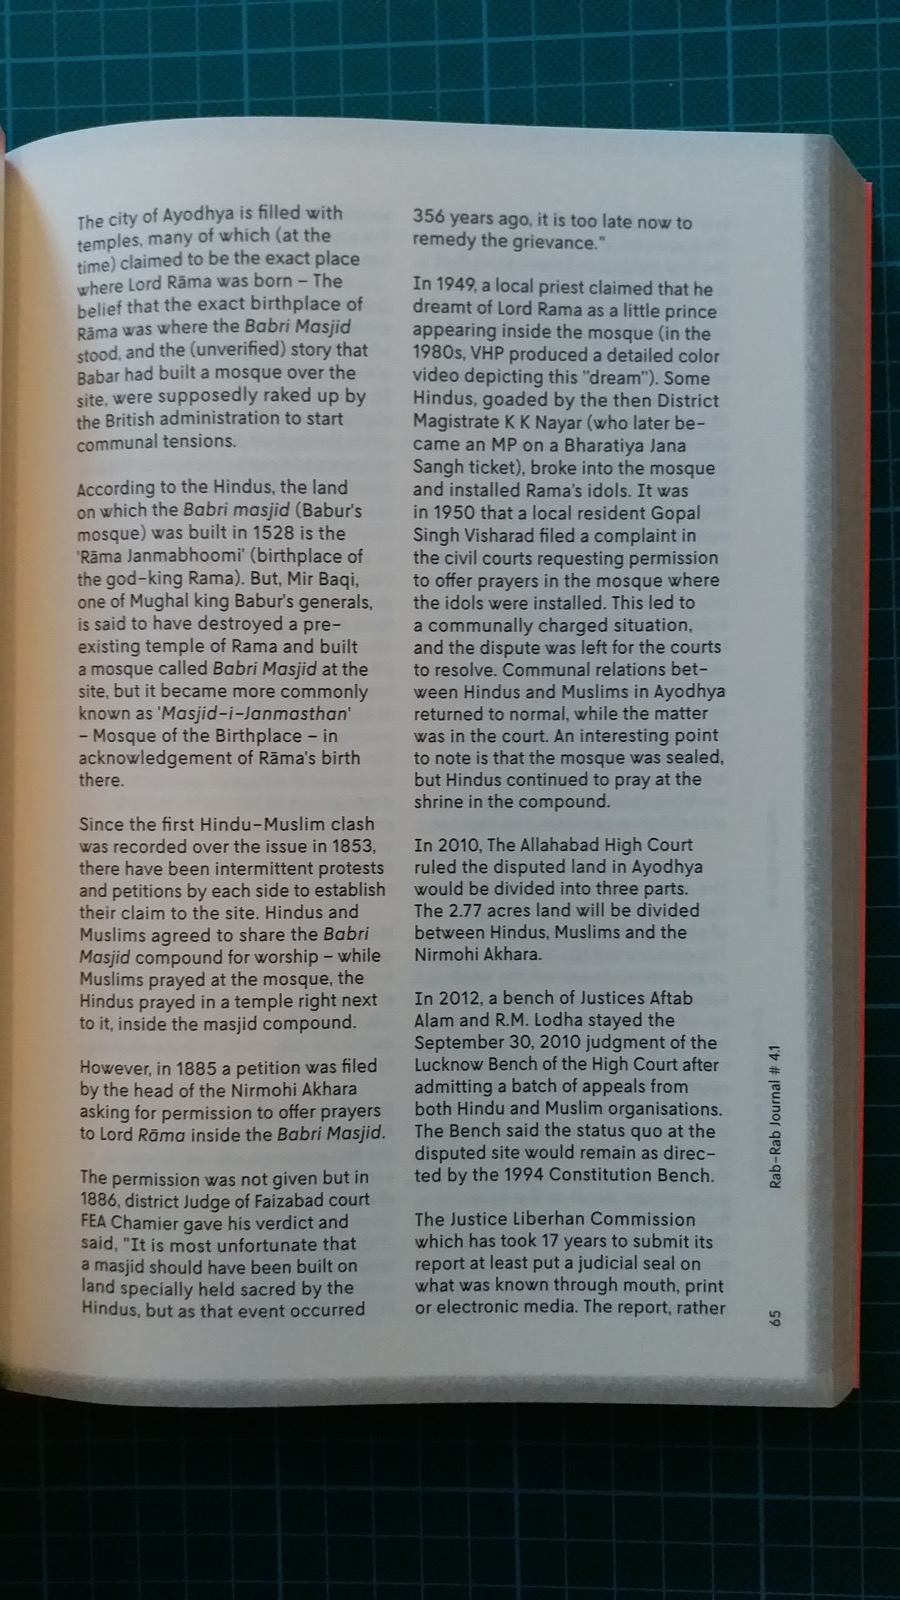 The city of Ayodhya is filled with
temples, many of which (at the
time) claimed to be the exact place
where Lord Rāma was born – The
belief that the exact birthplace of
Rāma was where the Babri Masjid
stood, and the (unverified) story that
Babar had built a mosque over the
site, were supposedly raked up by
the British administration to start
communal tensions.

According to the Hindus, the land
on which the Babri masjid (Babur's
mosque) was built in 1528 is the
'Rāma Janmabhoomi' (birthplace of
the god-king Rama). But, Mir Baqi,
one of Mughal king Babur's generals,
is said to have destroyed a pre-
existing temple of Rama and built
a mosque called Babri Masjid at the
site, but it became more commonly
known as 'Masjid-i-Janmasthan'
– Mosque of the Birthplace – in
acknowledgement of Rāma's birth
there.

Since the first Hindu-Muslim clash
was recorded over the issue in 1853,
there have been intermittent protests
and petitions by each side to establish
their claim to the site. Hindus and
Muslims agreed to share the Babri
Masjid compound for worship – while
Muslims prayed at the mosque, the
Hindus prayed in a temple right next
to it, inside the masjid compound.

However, in 1885 a petition was filed
by the head of the Nirmohi Akhara
asking for permission to offer prayers
to Lord Rāma inside the Babri Masjid.

The permission was not given but in
1886, district Judge of Faizabad court
FEA Chamier gave his verdict and
said, "It is most unfortunate that
a masjid should have been built on
land specially held sacred by the
Hindus, but as that event occurred
356 years ago, it is too late now to
remedy the grievance."

In 1949, a local priest claimed that he
dreamt of Lord Rama as a little prince
appearing inside the mosque (in the
1980s, VHP produced a detailed color
video depicting this "dream"). Some
Hindus, goaded by the then District
Magistrate K K Nayar (who later be-
came an MP on a Bharatiya Jana
Sangh ticket), broke into the mosque
and installed Rama's idols. It was
in 1950 that a local resident Gopal
Singh Visharad filed a complaint in
the civil courts requesting permission
to offer prayers in the mosque where
the idols were installed. This led to
a communally charged situation,
and the dispute was left for the courts
to resolve. Communal relations bet-
ween Hindus and Muslims in Ayodhya
returned to normal, while the matter
was in the court. An interesting point
to note is that the mosque was sealed,
but Hindus continued to pray at the
shrine in the compound.

In 2010, The Allahabad High Court
ruled the disputed land in Ayodhya
would be divided into three parts.
The 2.77 acres land will be divided
between Hindus, Muslims and the
Nirmohi Akhara.

In 2012, a bench of Justices Aftab
Alam and R.M. Lodha stayed the
September 30, 2010 judgment of the
Lucknow Bench of the High Court after
admitting a batch of appeals from
both Hindu and Muslim organisations.
The Bench said the status quo at the
disputed site would remain as direc-
ted by the 1994 Constitution Bench.

The Justice Liberhan Commission
which has took 17 years to submit its
report at least put a judicial seal on
what was known through mouth, print
or electronic media. The report, rather
Rab-Rab Journal # 4.1
65